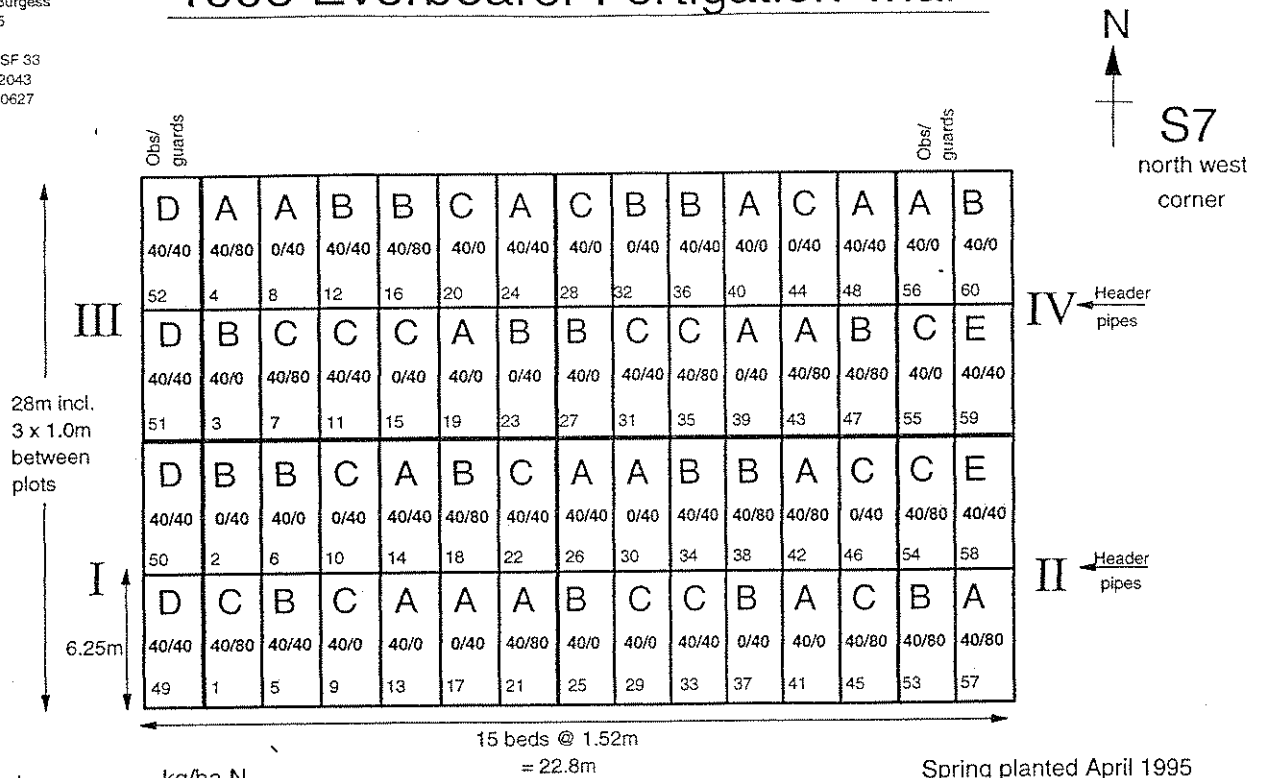 urgess
1995 Everbearer Fertigation Trial
5
SF 33
2043
0627
N
S7
north west
corner
Obs/
guards
Obs/
guards
D A A B B C A C B B A C A A B
40/40 40/80 0/40 40/40 40/80 40/0 40/40 40/0 0/40 40/40 40/0 0/40 40/40 40/0 40/0
52 4 8 12 16 20 24 28 32 36 40 44 48 56 60
III
IV
Header
pipes
D B C C C A B B C C A A B C E
40/40 40/0 40/80 40/40 0/40 40/0 0/40 40/0 40/40 40/80 0/40 40/80 40/80 40/0 40/40
51 3 7 11 15 19 23 27 31 35 39 43 47 55 59
28m incl.
3 x 1.0m
between
plots
D B B C A B C A A B B A C C E
40/40 0/40 40/0 0/40 40/40 40/80 40/40 40/40 0/40 40/40 40/80 40/80 0/40 40/80 40/40
50 2 6 10 14 18 22 26 30 34 38 42 46 54 58
I
II
Header
pipes
D C B C A A A B C C B A C B A
6.25m
40/40 40/80 40/40 40/0 40/0 0/40 40/80 40/0 40/0 40/40 0/40 40/0 40/80 40/80 40/80
49 1 5 9 13 17 21 25 29 33 37 41 45 53 57
15 beds @ 1.52m
= 22.8m
kg/ha N
Spring planted April 1995